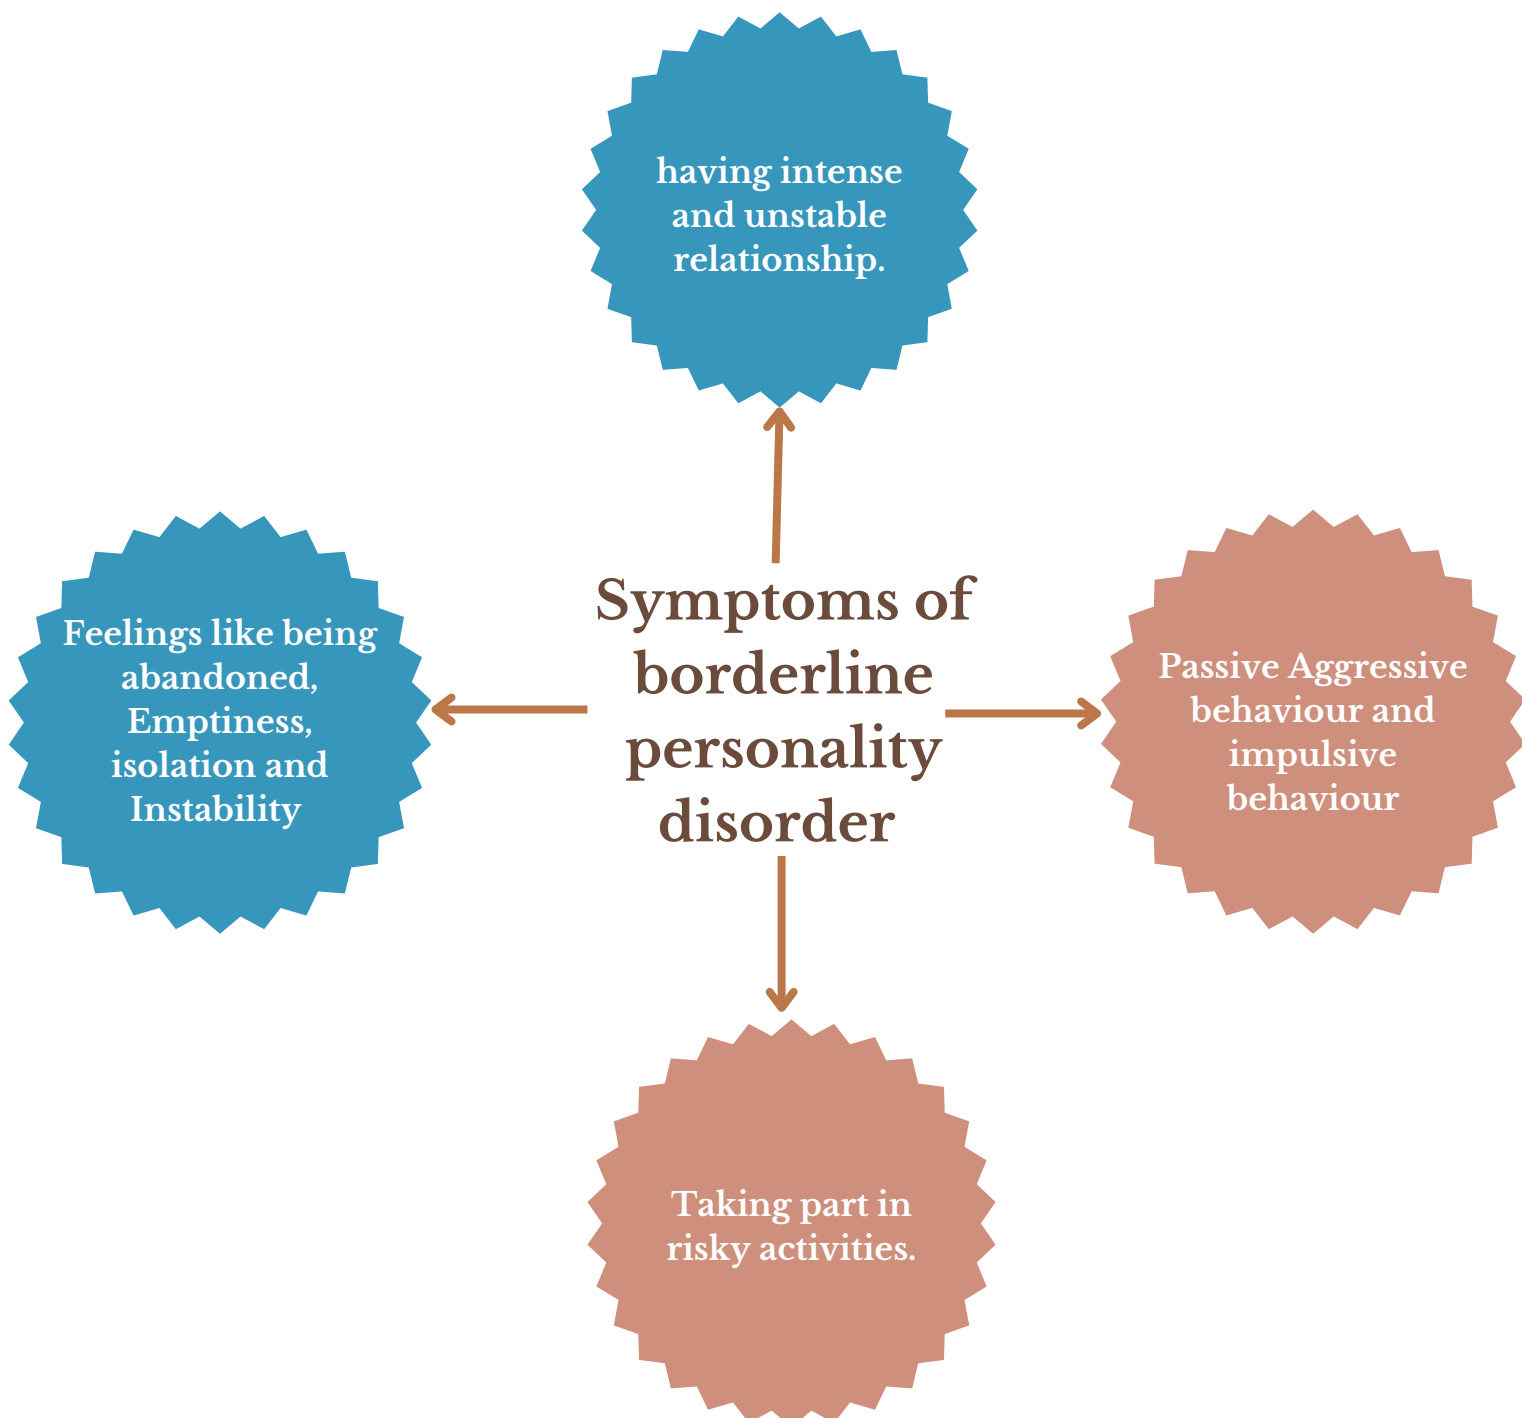 having intense
and unstable
relationship.
Feelings like being
abandoned,
Emptiness,
isolation and
Instability
Symptoms of
borderline
personality
disorder
Passive Aggressive
behaviour and
impulsive
behaviour
Taking part in
risky activities.